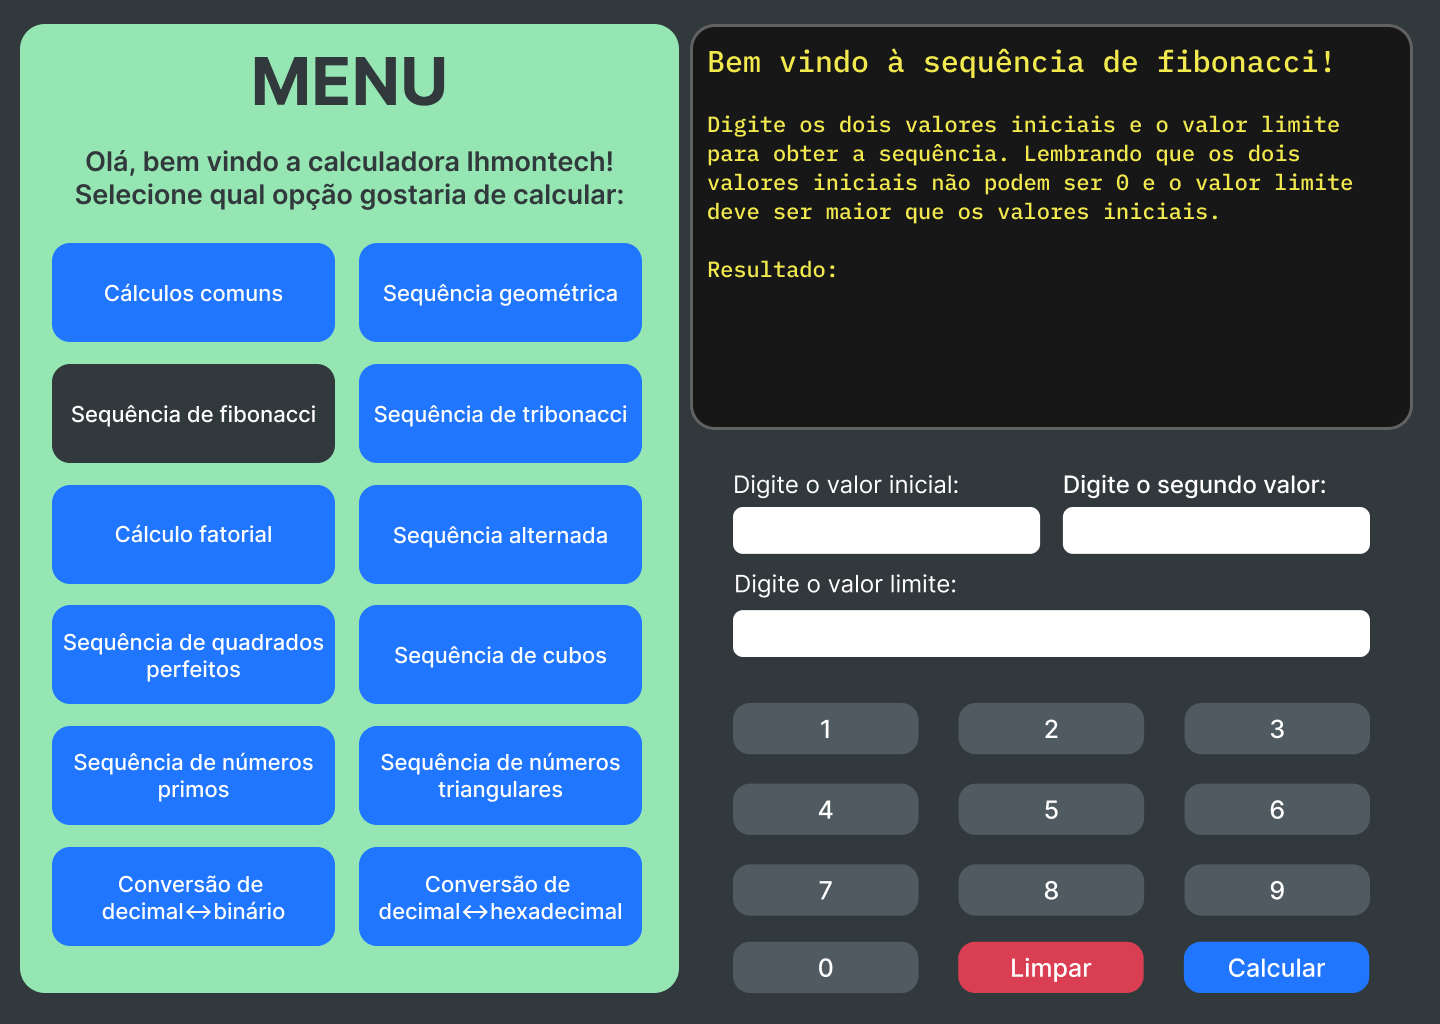 MENU
Olá, bem vindo a calculadora lhmontech!
Selecione qual opção gostaria de calcular:
Cálculos comuns
Sequência geométrica
Sequência de fibonacci
Sequência de tribonacci
Cálculo fatorial
Sequência alternada
Sequência de quadrados
perfeitos
Sequência de cubos
Sequência de números
primos
Sequência de números
triangulares
Conversão de
decimal↔binário
Conversão de
decimal↔hexadecimal
Bem vindo à sequência de fibonacci!
Digite os dois valores iniciais e o valor limite
para obter a sequência. Lembrando que os dois
valores iniciais não podem ser 0 e o valor limite
deve ser maior que os valores iniciais.
Resultado:
Digite o valor inicial:
Digite o segundo valor:
Digite o valor limite:
1
2
3
4
5
6
7
8
9
0
Limpar
Calcular